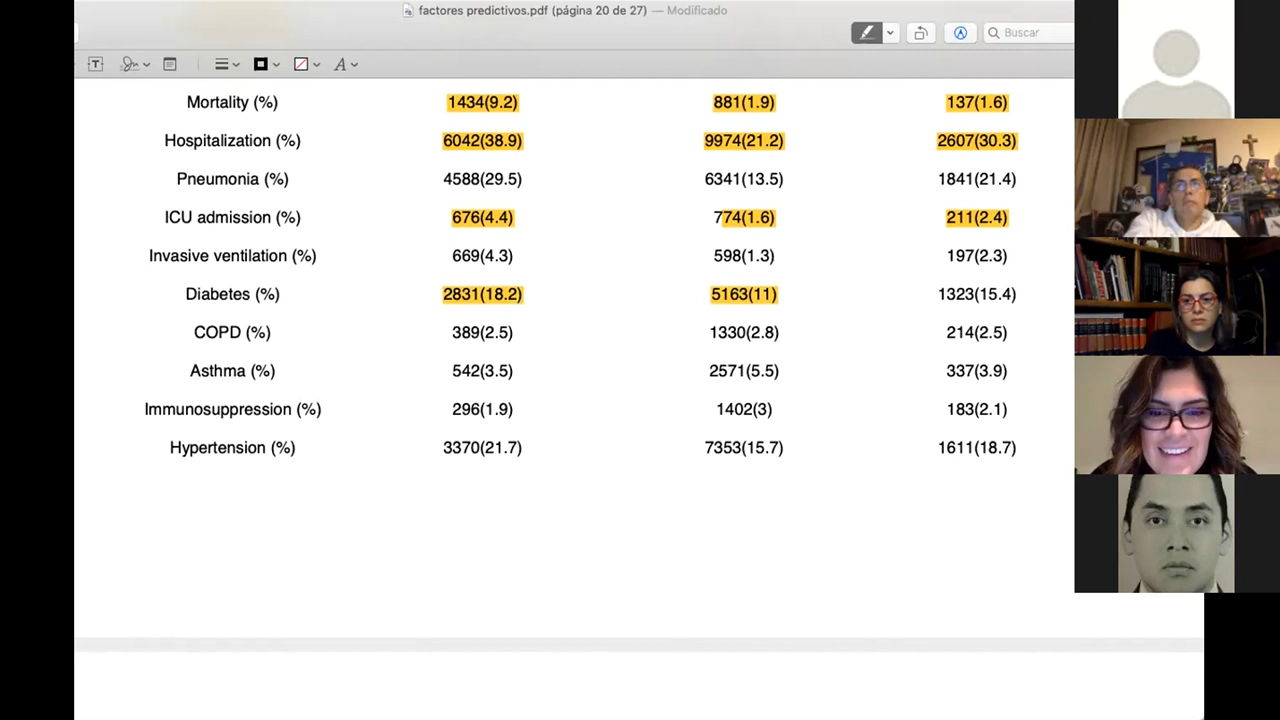 factores predictivos.pdf (página 20 de 27) — Modificado
Buscar
T
A
Mortality (%) 1434(9.2) 881(1.9) 137(1.6)
Hospitalization (%) 6042(38.9) 9974(21.2) 2607(30.3)
Pneumonia (%) 4588(29.5) 6341(13.5) 1841(21.4)
ICU admission (%) 676(4.4) 774(1.6) 211(2.4)
Invasive ventilation (%) 669(4.3) 598(1.3) 197(2.3)
Diabetes (%) 2831(18.2) 5163(11) 1323(15.4)
COPD (%) 389(2.5) 1330(2.8) 214(2.5)
Asthma (%) 542(3.5) 2571(5.5) 337(3.9)
Immunosuppression (%) 296(1.9) 1402(3) 183(2.1)
Hypertension (%) 3370(21.7) 7353(15.7) 1611(18.7)